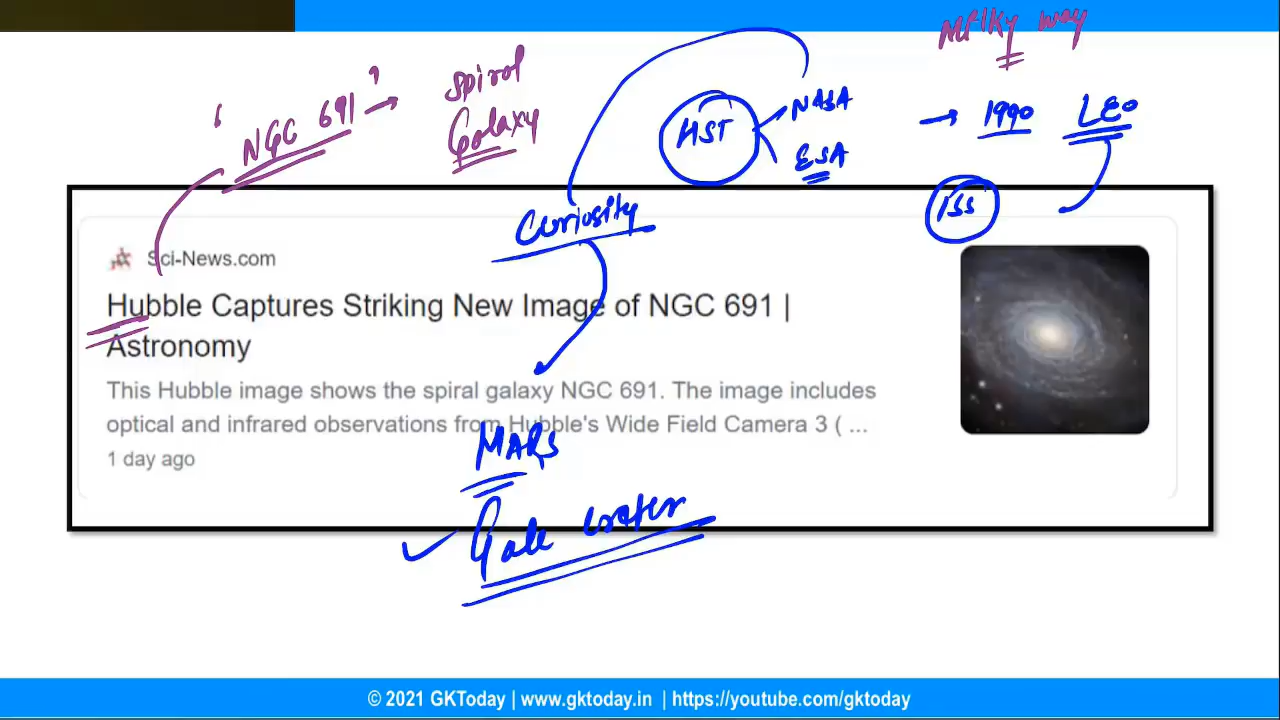 Milky way
spiral
Galaxy
' NGC 691 '
HST
NASA
ESA
1990 LEO
ISS
Curiosity
Sci-News.com
Hubble Captures Striking New Image of NGC 691 |
Astronomy
This Hubble image shows the spiral galaxy NGC 691. The image includes
optical and infrared observations from Hubble's Wide Field Camera 3 ( ...
1 day ago
MARS
Gale crater
© 2021 GKToday | www.gktoday.in | https://youtube.com/gktoday